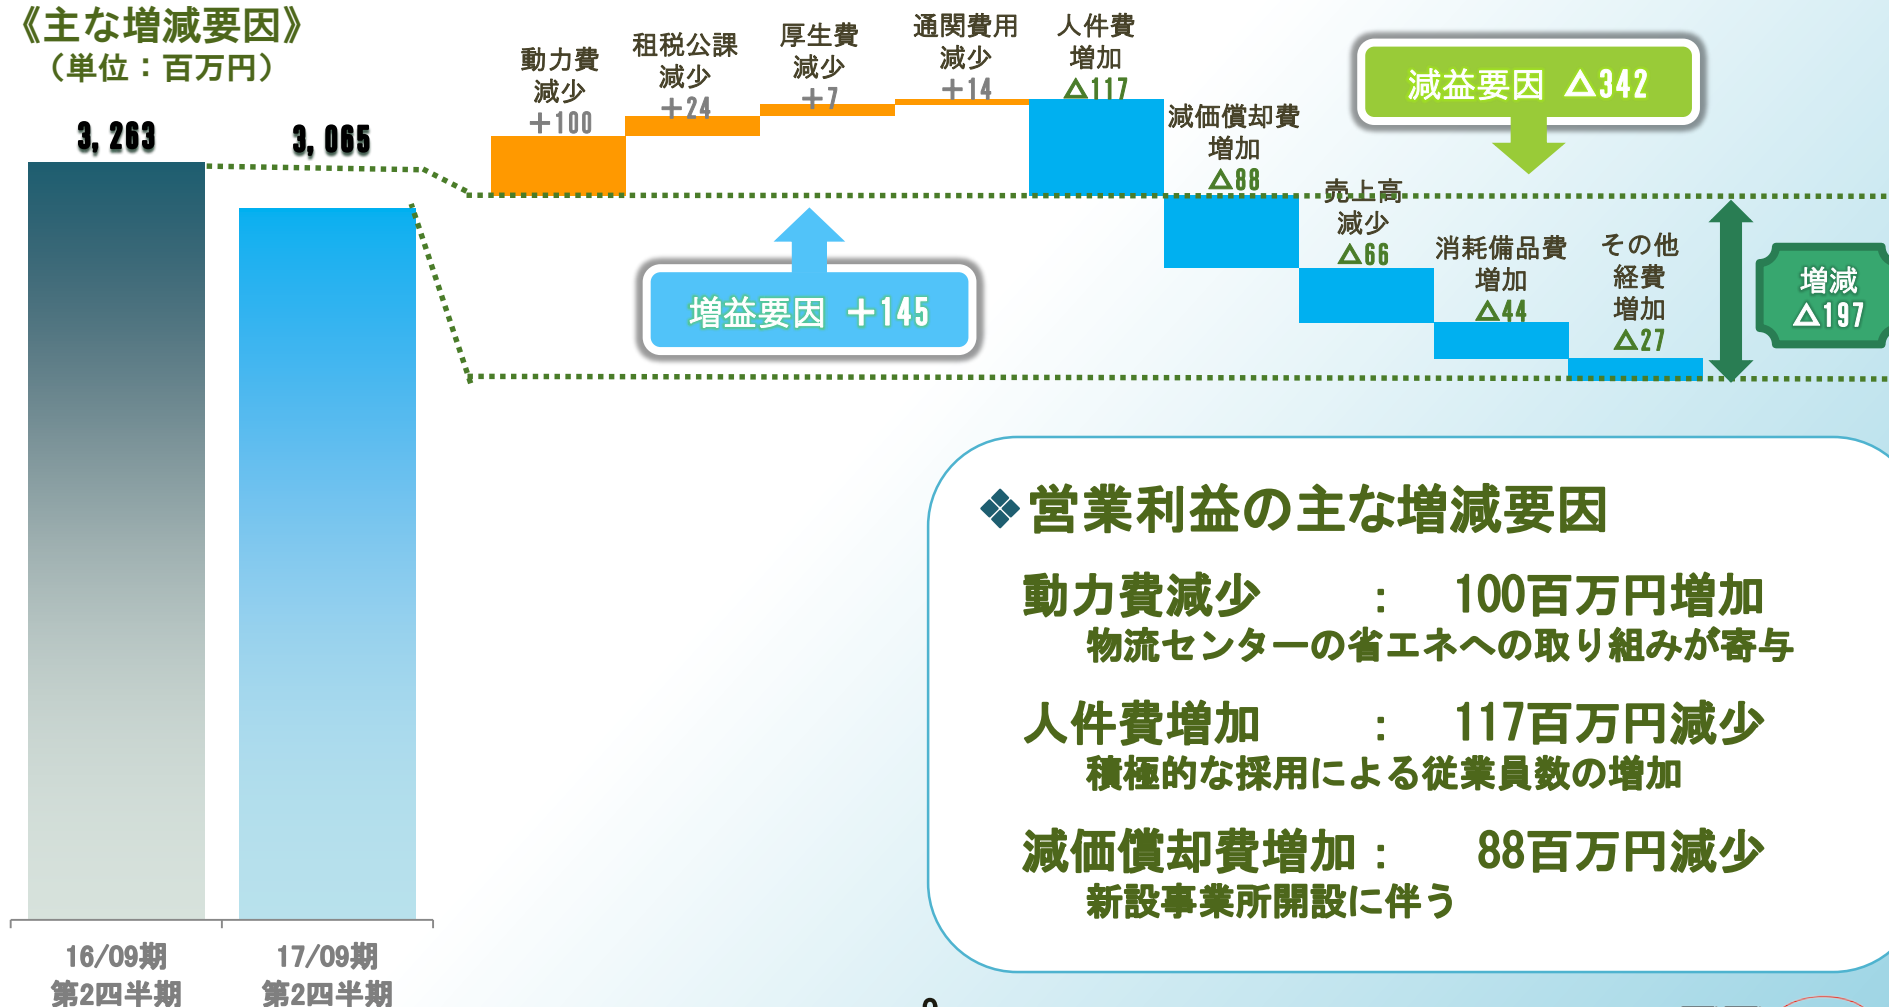 《主な増減要因》
（単位：百万円）
3,263
3,065
16/09期
第2四半期
17/09期
第2四半期
動力費
減少
＋100
租税公課
減少
＋24
厚生費
減少
＋7
通関費用
減少
＋14
人件費
増加
△117
減価償却費
増加
△88
売上高
減少
△66
消耗備品費
増加
△44
その他
経費
増加
△27
減益要因 △342
増益要因 ＋145
増減
△197
❖営業利益の主な増減要因
動力費減少 ： 100百万円増加
物流センターの省エネへの取り組みが寄与
人件費増加 ： 117百万円減少
積極的な採用による従業員数の増加
減価償却費増加： 88百万円減少
新設事業所開設に伴う